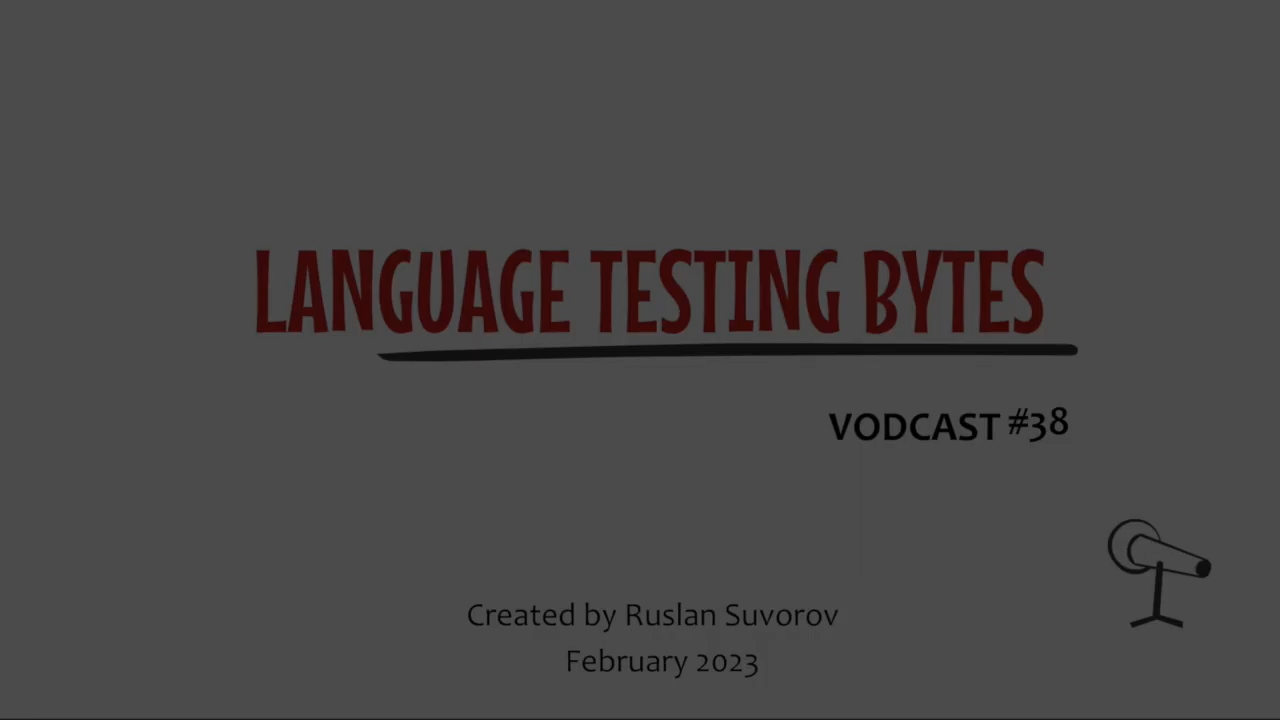 LANGUAGE TESTING BYTES
VODCAST #38
Created by Ruslan Suvorov
February 2023